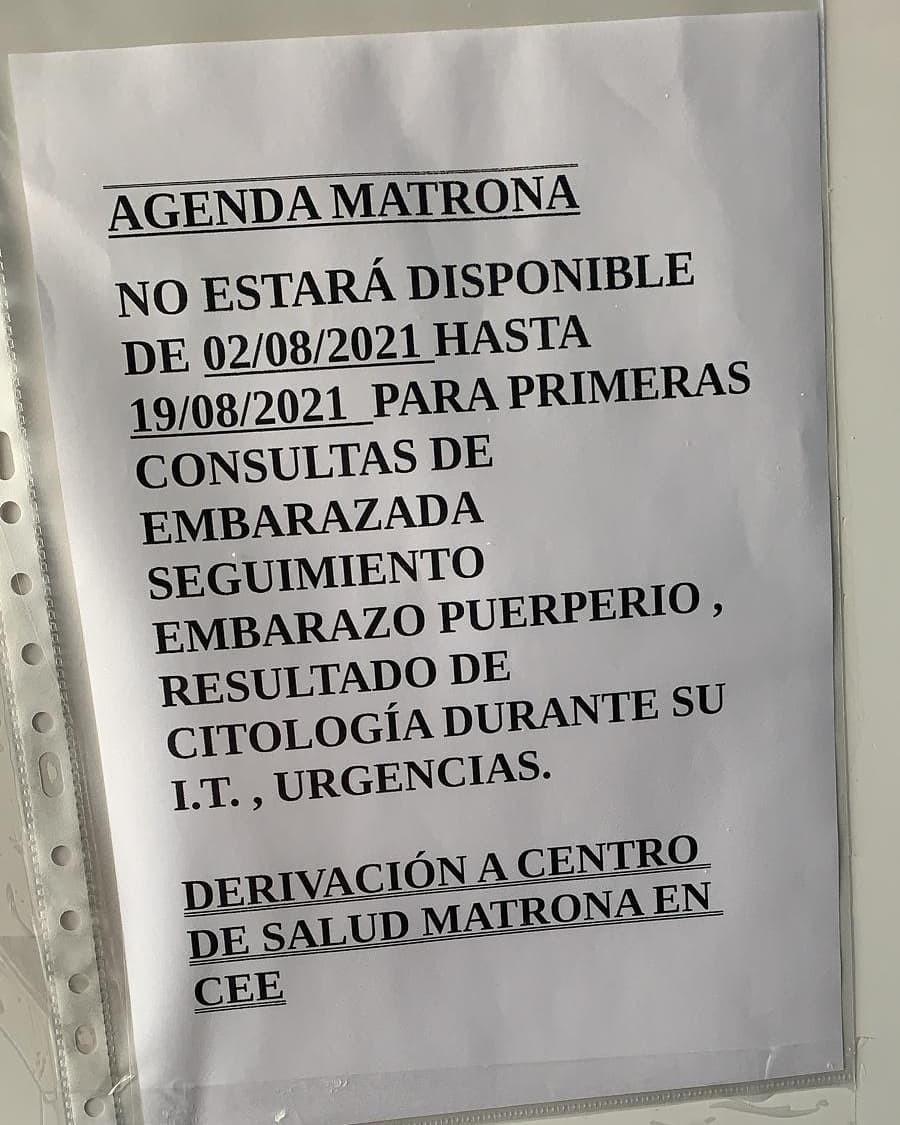 AGENDA MATRONA
NO ESTARÁ DISPONIBLE
DE 02/08/2021 HASTA
19/08/2021 PARA PRIMERAS
CONSULTAS DE
EMBARAZADA
SEGUIMIENTO
EMBARAZO PUERPERIO ,
RESULTADO DE
CITOLOGÍA DURANTE SU
I.T. , URGENCIAS.
DERIVACIÓN A CENTRO
DE SALUD MATRONA EN
CEE